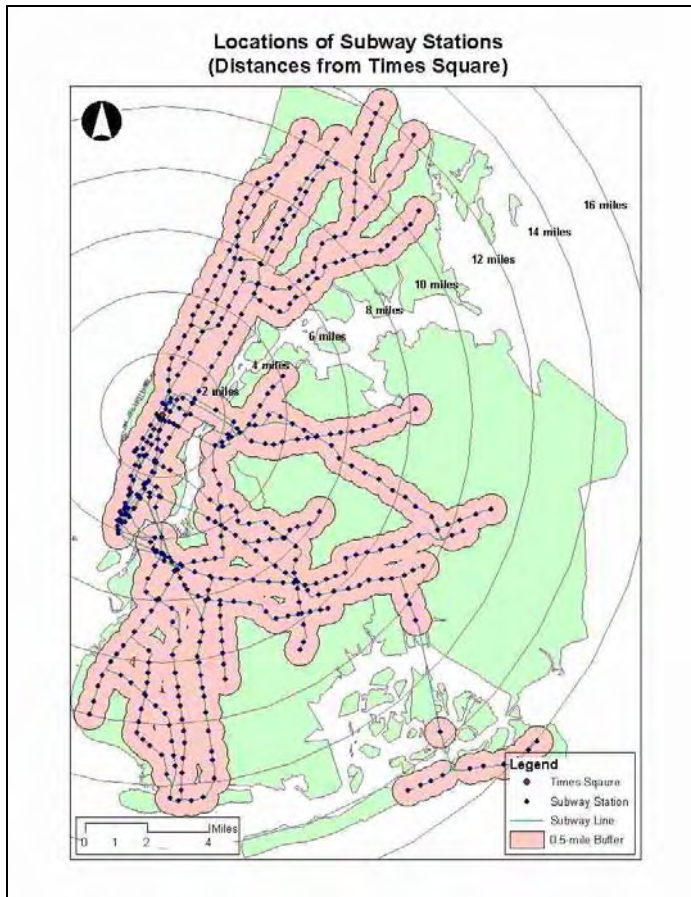 Locations of Subway Stations
(Distances from Times Square)
16 miles
14 miles
12 miles
10 miles
8 miles
6 miles
4 miles
2 miles
Legend
Times Sqaure
Subway Station
Subway Line
0.5-mile Buffer
Miles
0 1 2 4